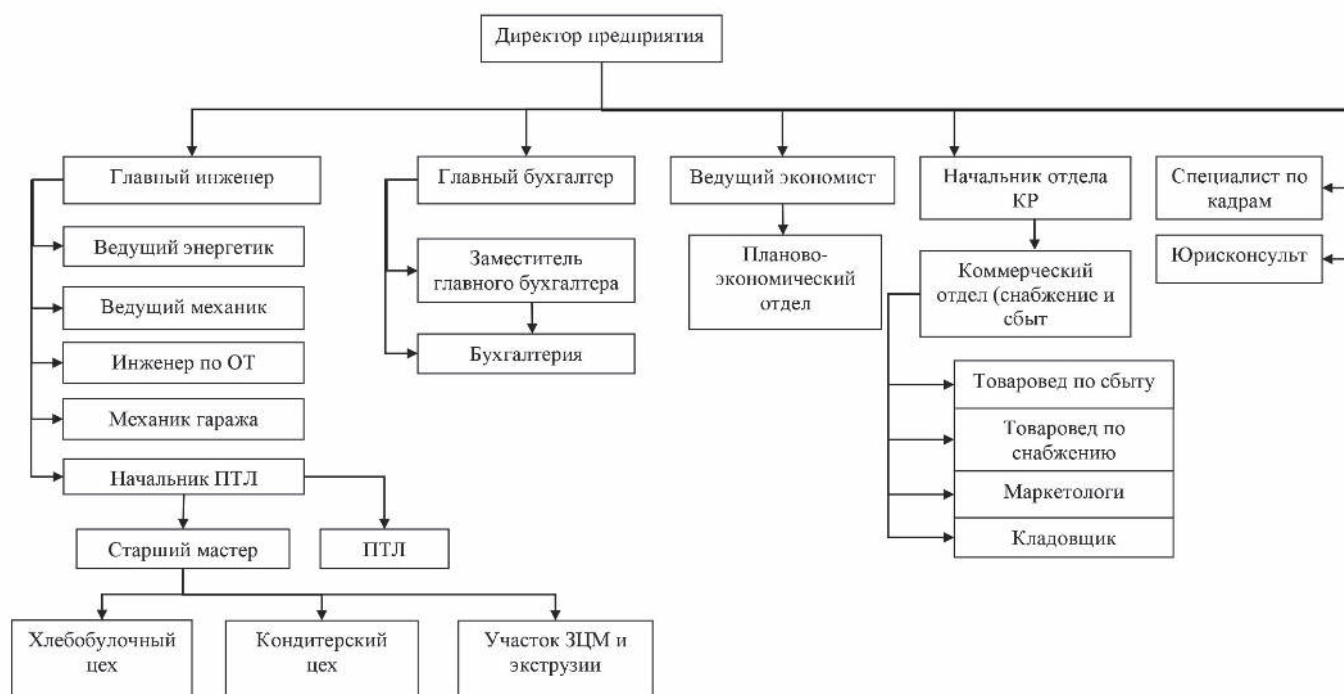 Директор предприятия
Главный инженер
Ведущий энергетик
Ведущий механик
Инженер по ОТ
Механик гаража
Начальник ПТЛ
Старший мастер
ПТЛ
Хлебобулочный
цех
Кондитерский
цех
Участок ЗЦМ и
экструзии
Главный бухгалтер
Заместитель
главного бухгалтера
Бухгалтерия
Ведущий экономист
Планово-
экономический
отдел
Начальник отдела
КР
Коммерческий
отдел (снабжение и
сбыт
Товаровед по сбыту
Товаровед по
снабжению
Маркетологи
Кладовщик
Специалист по
кадрам
Юрисконсульт